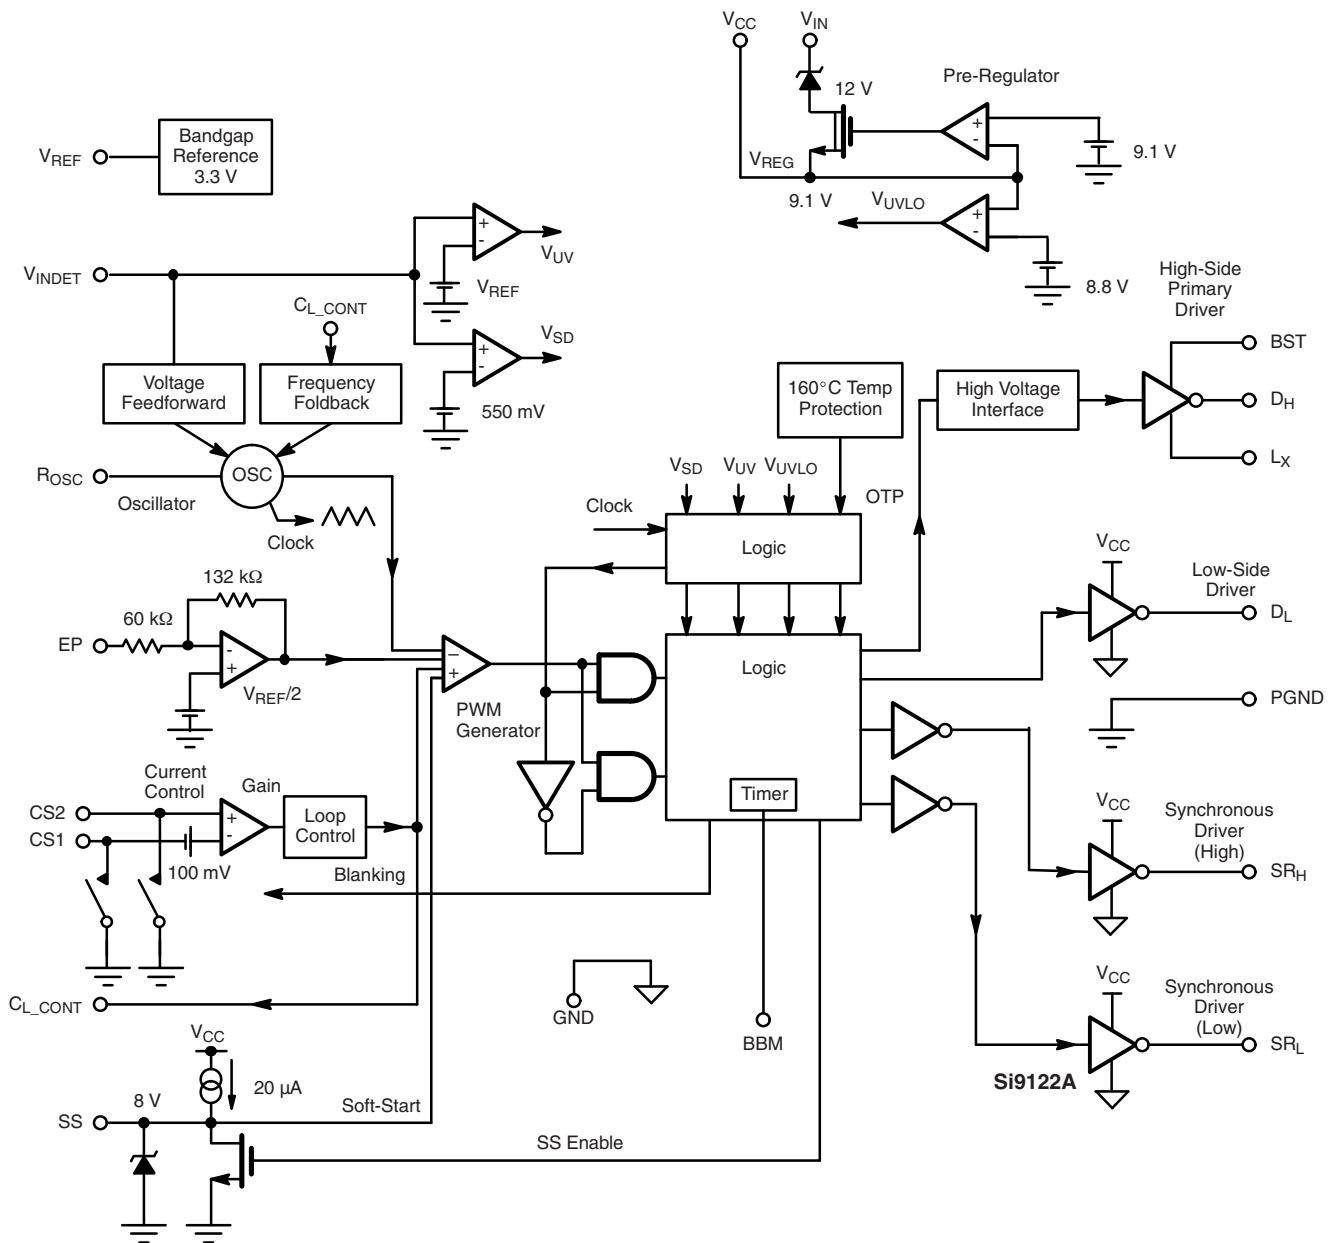 VCC
VIN
Pre-Regulator
12 V
+
-
VREG
9.1 V
9.1 V
VUVLO
+
-
8.8 V
VREF
Bandgap
Reference
3.3 V
VINDET
+
-
VUV
VREF
CL_CONT
VSD
+
-
550 mV
Voltage
Feedforward
Frequency
Foldback
ROSC
OSC
Oscillator
Clock
160°C Temp
Protection
High Voltage
Interface
High-Side
Primary
Driver
BST
DH
LX
VSD
VUV
VUVLO
OTP
Clock
Logic
132 kΩ
60 kΩ
EP
-
+
VREF/2
–
+
PWM
Generator
Logic
Timer
VCC
Low-Side
Driver
DL
PGND
Current
Control
Gain
CS2
CS1
+
-
100 mV
Loop
Control
Blanking
VCC
Synchronous
Driver
(High)
SRH
CL_CONT
GND
BBM
VCC
Synchronous
Driver
(Low)
SRL
Si9122A
VCC
20 µA
8 V
SS
Soft-Start
SS Enable